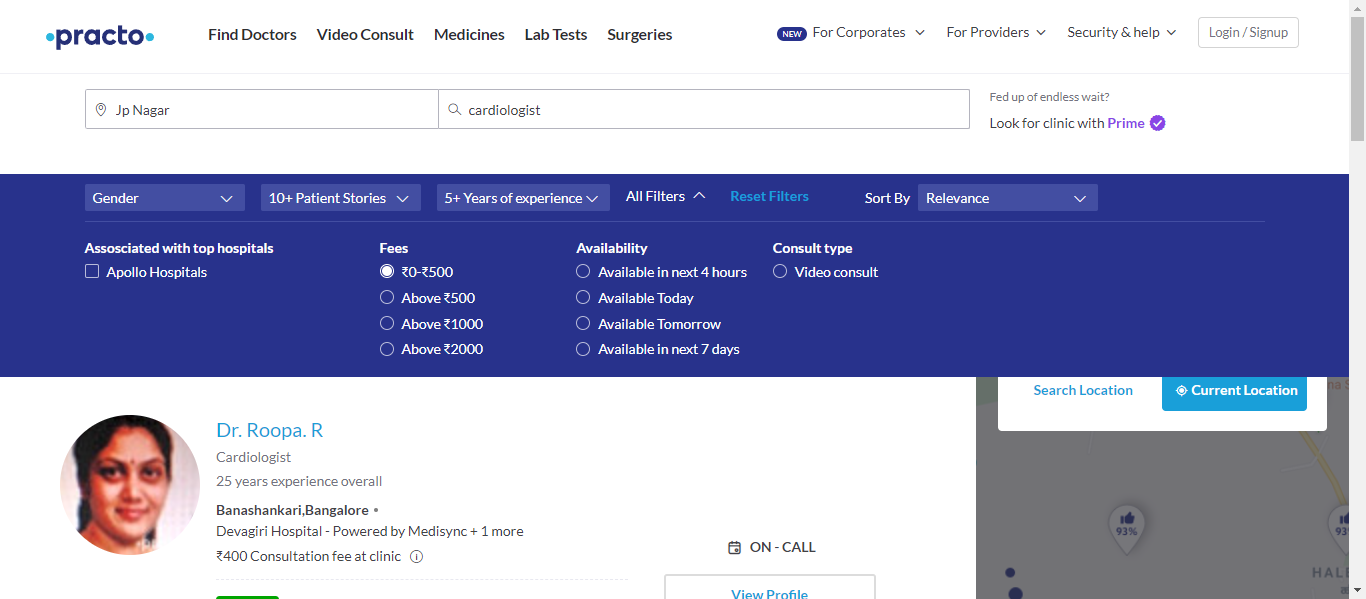 practo
Find Doctors Video Consult Medicines Lab Tests Surgeries
NEW For Corporates For Providers Security & help Login / Signup
Jp Nagar cardiologist
Fed up of endless wait?
Look for clinic with Prime
Gender 10+ Patient Stories 5+ Years of experience All Filters Reset Filters Sort By Relevance
Assosciated with top hospitals
Apollo Hospitals
Fees
₹0-₹500
Above ₹500
Above ₹1000
Above ₹2000
Availability
Available in next 4 hours
Available Today
Available Tomorrow
Available in next 7 days
Consult type
Video consult
Search Location Current Location
Dr. Roopa. R
Cardiologist
25 years experience overall
Banashankari,Bangalore •
Devagiri Hospital - Powered by Medisync + 1 more
₹400 Consultation fee at clinic
ON - CALL
View Profile
93%